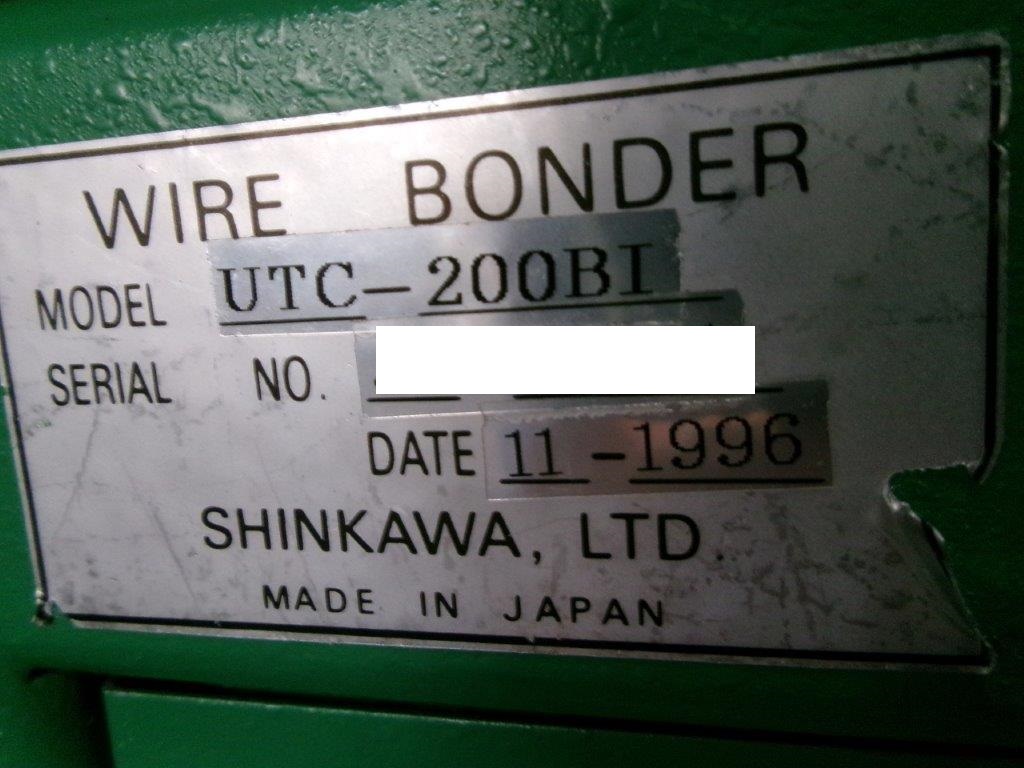 WIRE BONDER
MODEL UTC-200BI
SERIAL NO.
DATE 11-1996
SHINKAWA, LTD.
MADE IN JAPAN